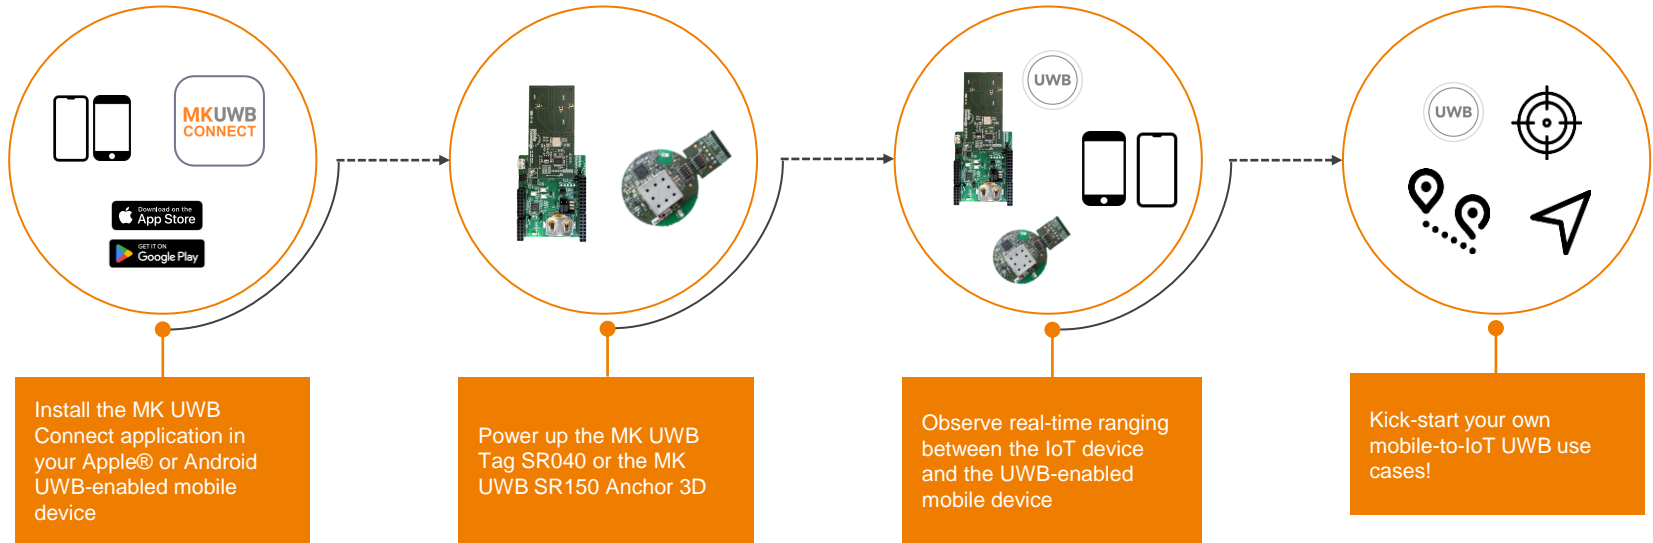 MKUWB
CONNECT
Download on the
App Store
GET IT ON
Google Play
Install the MK UWB
Connect application in
your Apple® or Android
UWB-enabled mobile
device
Power up the MK UWB
Tag SR040 or the MK
UWB SR150 Anchor 3D
UWB
Observe real-time ranging
between the IoT device
and the UWB-enabled
mobile device
UWB
Kick-start your own
mobile-to-IoT UWB use
cases!